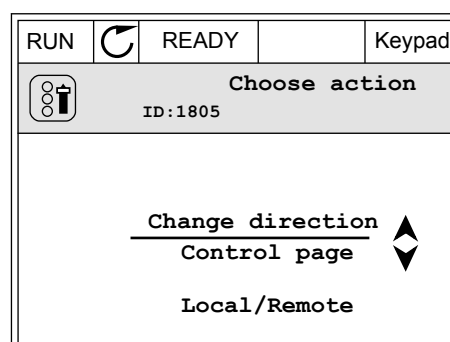 RUN READY Keypad
Choose action
ID:1805
Change direction
Control page
Local/Remote